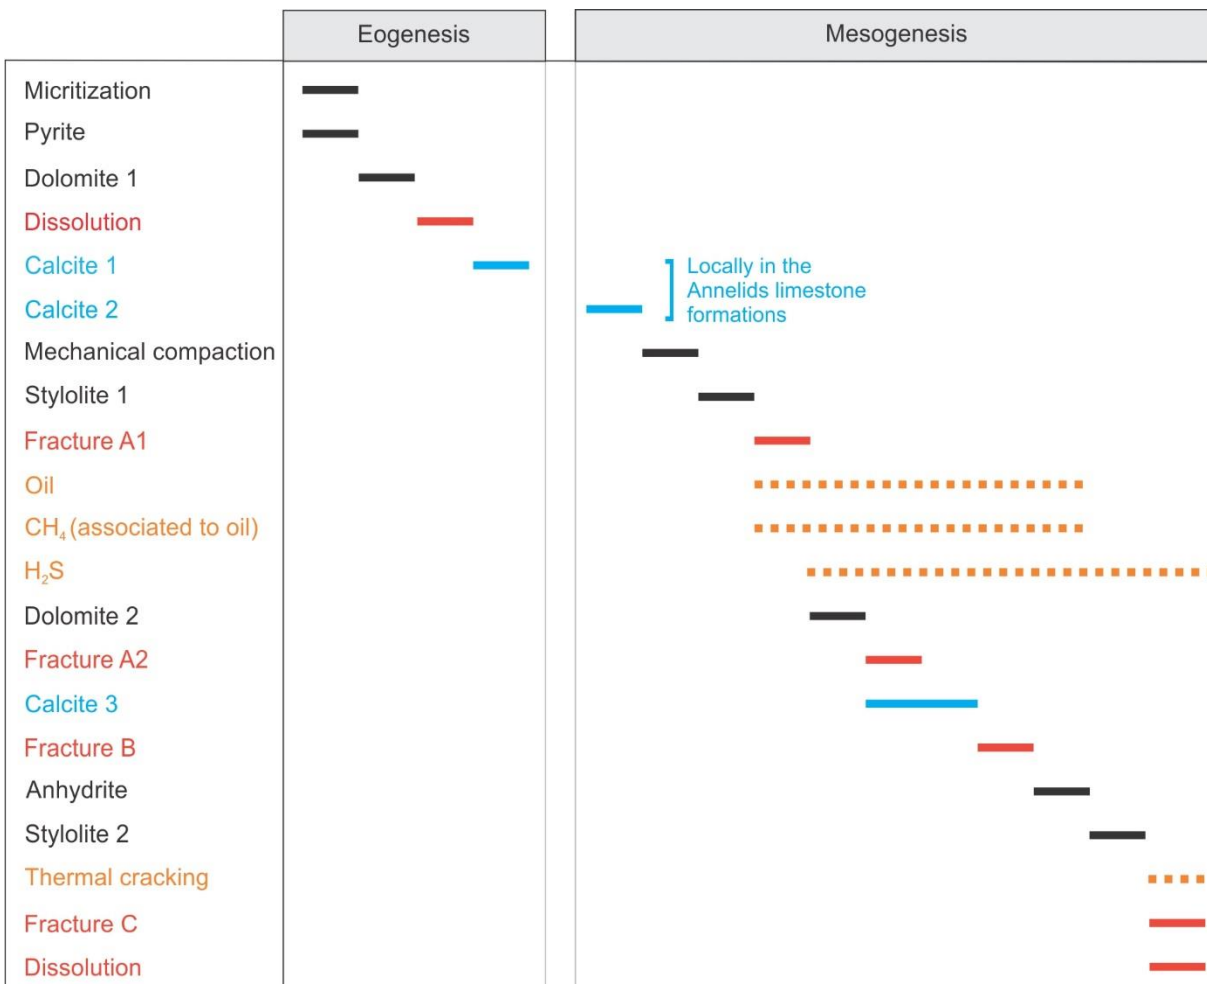 Eogenesis
Mesogenesis
Micritization
Pyrite
Dolomite 1
Dissolution
Calcite 1
Calcite 2
Locally in the
Annelids limestone
formations
Mechanical compaction
Stylolite 1
Fracture A1
Oil
CH₄ (associated to oil)
H₂S
Dolomite 2
Fracture A2
Calcite 3
Fracture B
Anhydrite
Stylolite 2
Thermal cracking
Fracture C
Dissolution